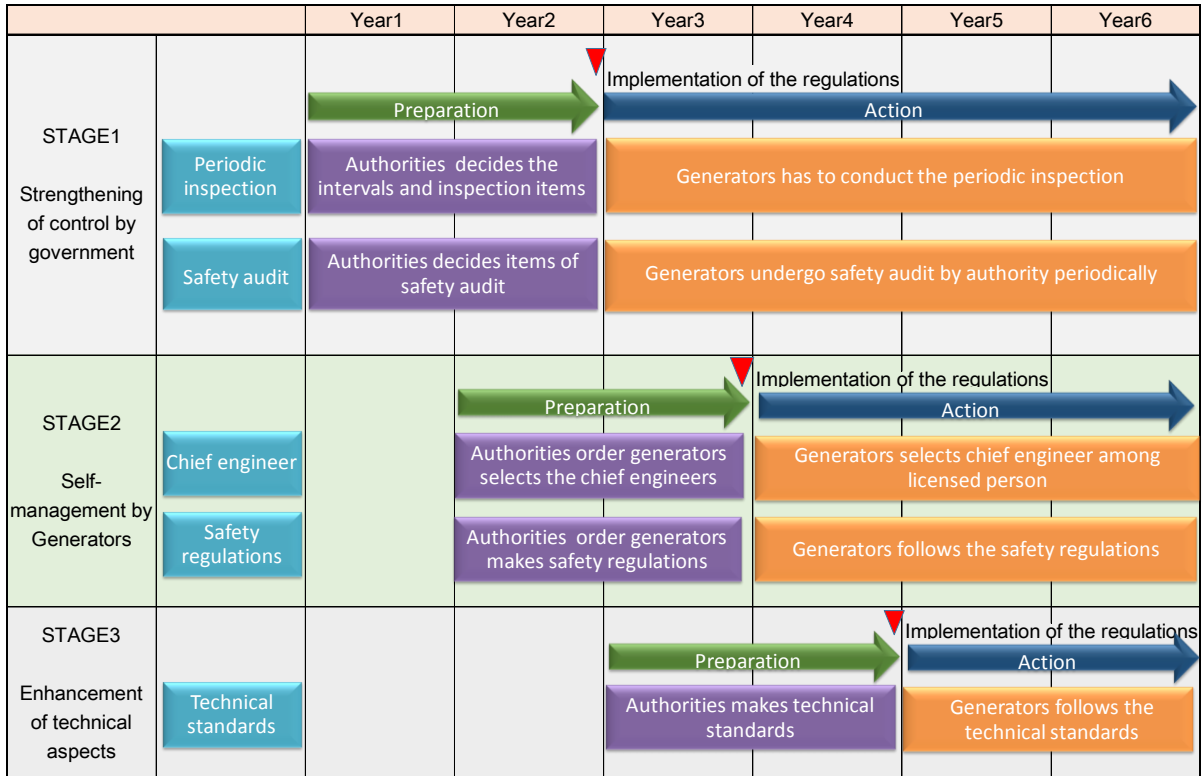 Year1 Year2 Year3 Year4 Year5 Year6
Implementation of the regulations
Preparation
Action
STAGE1
Strengthening
of control by
government
Periodic
inspection
Authorities decides the
intervals and inspection items
Generators has to conduct the periodic inspection
Safety audit
Authorities decides items of
safety audit
Generators undergo safety audit by authority periodically
Implementation of the regulations
Preparation
Action
STAGE2
Self-
management by
Generators
Chief engineer
Authorities order generators
selects the chief engineers
Generators selects chief engineer among
licensed person
Safety
regulations
Authorities order generators
makes safety regulations
Generators follows the safety regulations
Implementation of the regulations
Preparation
Action
STAGE3
Enhancement
of technical
aspects
Technical
standards
Authorities makes technical
standards
Generators follows the
technical standards